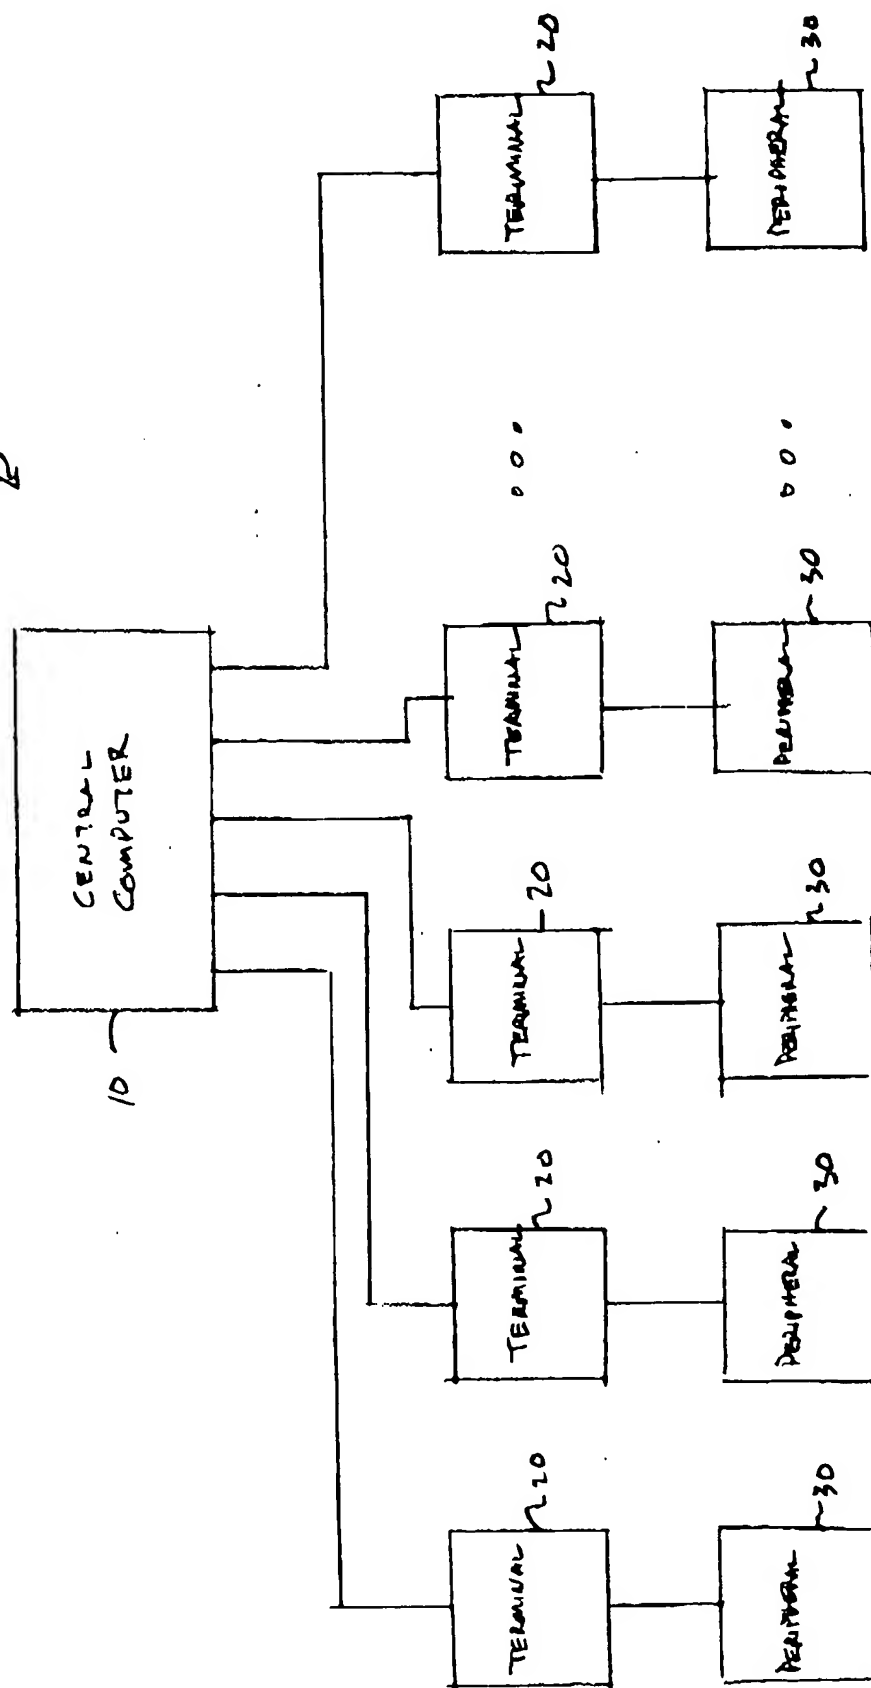 CENTRAL
COMPUTER
10
TERMINAL
20
TERMINAL
20
TERMINAL
20
TERMINAL
20
TERMINAL
20
PERIPHERAL
30
PERIPHERAL
30
PERIPHERAL
30
PERIPHERAL
30
PERIPHERAL
30